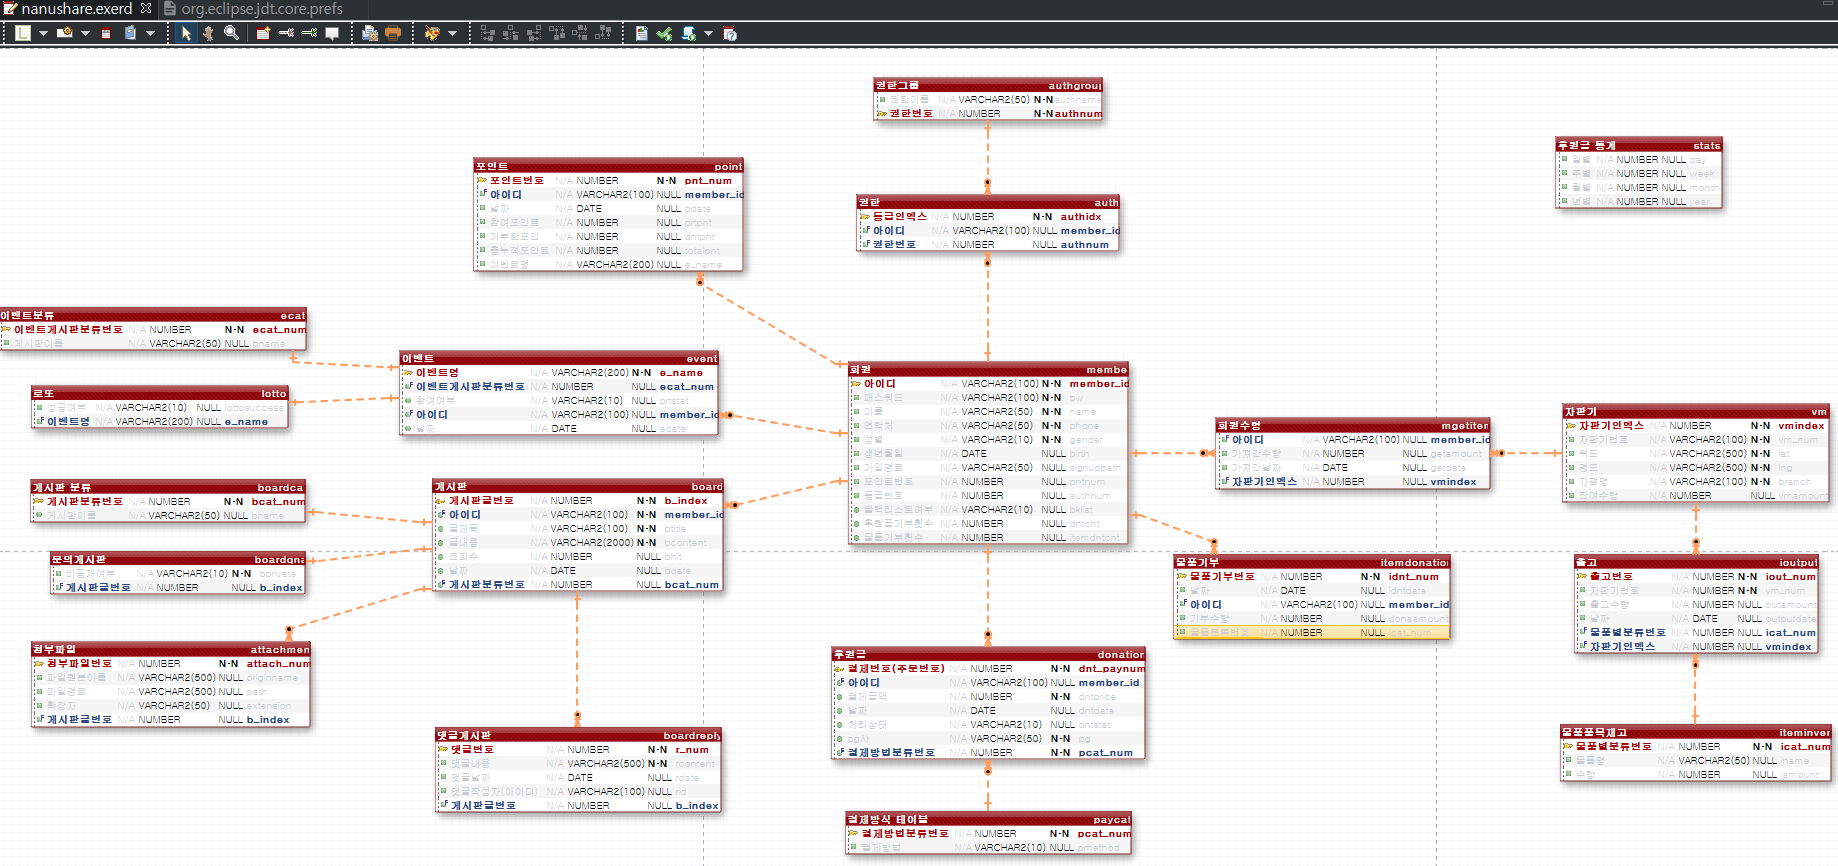 nanushare.exerd
org.eclipse.jdt.core.prefs
권한그룹 authgroup
권한이름 N/A VARCHAR2(50) N-N authname
권한번호 N/A NUMBER N-N authnum
후원금 통계 stats
일별 N/A NUMBER NULL day
주별 N/A NUMBER NULL week
월별 N/A NUMBER NULL month
년별 N/A NUMBER NULL year
포인트 point
포인트번호 N/A NUMBER N-N pnt_num
아이디 N/A VARCHAR2(100) NULL member_id
날짜 N/A DATE NULL pdate
참여포인트 N/A NUMBER NULL prtpnt
기부한포인 N/A NUMBER NULL dntpnt
총누적포인트 N/A NUMBER NULL totalpnt
이벤트명 N/A VARCHAR2(200) NULL e_name
권한 auth
등급인덱스 N/A NUMBER N-N authidx
아이디 N/A VARCHAR2(100) NULL member_id
권한번호 N/A NUMBER NULL authnum
이벤트분류 ecat
이벤트게시판분류번호 N/A NUMBER N-N ecat_num
게시판이름 N/A VARCHAR2(50) NULL bname
이벤트 event
이벤트명 N/A VARCHAR2(200) N-N e_name
이벤트게시판분류번호 N/A NUMBER NULL ecat_num
참여여부 N/A VARCHAR2(10) NULL prtstat
아이디 N/A VARCHAR2(100) NULL member_id
날짜 N/A DATE NULL edate
로또 lotto
성공여부 N/A VARCHAR2(10) NULL lottosuccess
이벤트명 N/A VARCHAR2(200) NULL e_name
회원 membe
아이디 N/A VARCHAR2(100) N-N member_id
패스워드 N/A VARCHAR2(100) N-N pw
이름 N/A VARCHAR2(50) N-N name
연락처 N/A VARCHAR2(50) N-N phone
성별 N/A VARCHAR2(10) N-N gender
생년월일 N/A DATE NULL birth
가입경로 N/A VARCHAR2(50) NULL signuppath
포인트번호 N/A NUMBER NULL pntnum
등급번호 N/A NUMBER NULL authnum
블랙리스트여부 N/A VARCHAR2(10) NULL bklist
후원금기부횟수 N/A NUMBER NULL dntcnt
물품기부횟수 N/A NUMBER NULL itemdntpnt
회원수령 mgetiten
아이디 N/A VARCHAR2(100) NULL member_id
가져간수량 N/A NUMBER NULL getamount
가져간날짜 N/A DATE NULL getdate
자판기인덱스 N/A NUMBER NULL vmindex
자판기 vm
자판기인덱스 N/A NUMBER N-N vmindex
자판기번호 N/A VARCHAR2(100) N-N vm_num
위도 N/A VARCHAR2(500) N-N lat
경도 N/A VARCHAR2(500) N-N lng
지점명 N/A VARCHAR2(100) N-N branch
잔여수량 N/A NUMBER NULL vmamount
게시판 분류 boardca
게시판분류번호 N/A NUMBER N-N bcat_num
게시판이름 N/A VARCHAR2(50) NULL bname
게시판 board
게시판글번호 N/A NUMBER N-N b_index
아이디 N/A VARCHAR2(100) N-N member_id
글제목 N/A VARCHAR2(100) N-N btitle
글내용 N/A VARCHAR2(2000) N-N bcontent
조회수 N/A NUMBER NULL bhit
날짜 N/A DATE NULL bdate
게시판분류번호 N/A NUMBER NULL bcat_num
문의게시판 boardqna
비공개여부 N/A VARCHAR2(10) N-N bprivate
게시판글번호 N/A NUMBER NULL b_index
물품기부 itemdonation
물품기부번호 N/A NUMBER N-N idnt_num
날짜 N/A DATE NULL idntdate
아이디 N/A VARCHAR2(100) NULL member_id
기부수량 N/A NUMBER NULL donaamount
물품분류번호 N/A NUMBER NULL icat_num
출고 ioutput
출고번호 N/A NUMBER N-N iout_num
자판기번호 N/A NUMBER N-N vm_num
출고수량 N/A NUMBER NULL outamount
날짜 N/A DATE NULL outputdate
물품별분류번호 N/A NUMBER NULL icat_num
자판기인덱스 N/A NUMBER NULL vmindex
첨부파일 attachmen
첨부파일번호 N/A NUMBER N-N attach_num
파일원본이름 N/A VARCHAR2(500) NULL originname
파일경로 N/A VARCHAR2(500) NULL path
확장자 N/A VARCHAR2(50) NULL extension
게시판글번호 N/A NUMBER NULL b_index
후원금 donation
결제번호(주문번호) N/A NUMBER N-N dnt_paynum
아이디 N/A VARCHAR2(100) NULL member_id
결제금액 N/A NUMBER N-N dntprice
날짜 N/A DATE NULL dntdate
처리상태 N/A VARCHAR2(10) NULL dntstat
pg사 N/A VARCHAR2(50) N-N pg
결제방법분류번호 N/A NUMBER NULL pcat_num
댓글게시판 boardreply
댓글번호 N/A NUMBER N-N r_num
댓글내용 N/A VARCHAR2(500) N-N rcontent
댓글날짜 N/A DATE NULL rdate
댓글작성자(아이디) N/A VARCHAR2(100) NULL rid
게시판글번호 N/A NUMBER NULL b_index
물품품목재고 iteminver
물품별분류번호 N/A NUMBER N-N icat_num
물품명 N/A VARCHAR2(50) NULL iname
수량 N/A NUMBER NULL iamount
결제방식 테이블 paycat
결제방법분류번호 N/A NUMBER N-N pcat_num
결제방법 N/A VARCHAR2(10) NULL pmethod